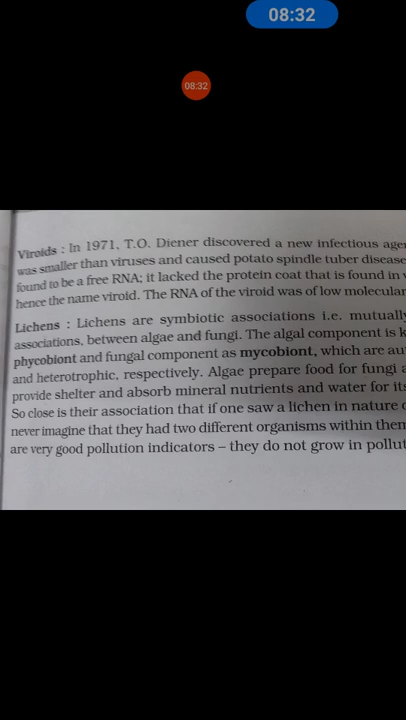 08:32
08:32
Viroids : In 1971, T.O. Diener discovered a new infectious
was smaller than viruses and caused potato spindle tuber disease
found to be a free RNA; it lacked the protein coat that is found in
hence the name viroid. The RNA of the viroid was of low molecular
Lichens : Lichens are symbiotic associations i.e. mutually
associations, between algae and fungi. The algal component is
phycobiont and fungal component as mycobiont, which are
and heterotrophic, respectively. Algae prepare food for fungi
provide shelter and absorb mineral nutrients and water for its
So close is their association that if one saw a lichen in nature
never imagine that they had two different organisms within them
are very good pollution indicators – they do not grow in